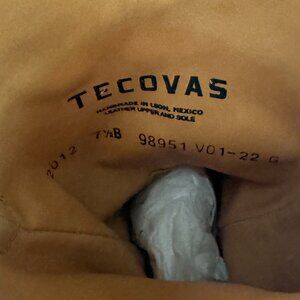 TECOVAS
HANDMADE IN LEON, MEXICO
LEATHER UPPER AND SOLE
2012 7½B 98951 V01-22 G